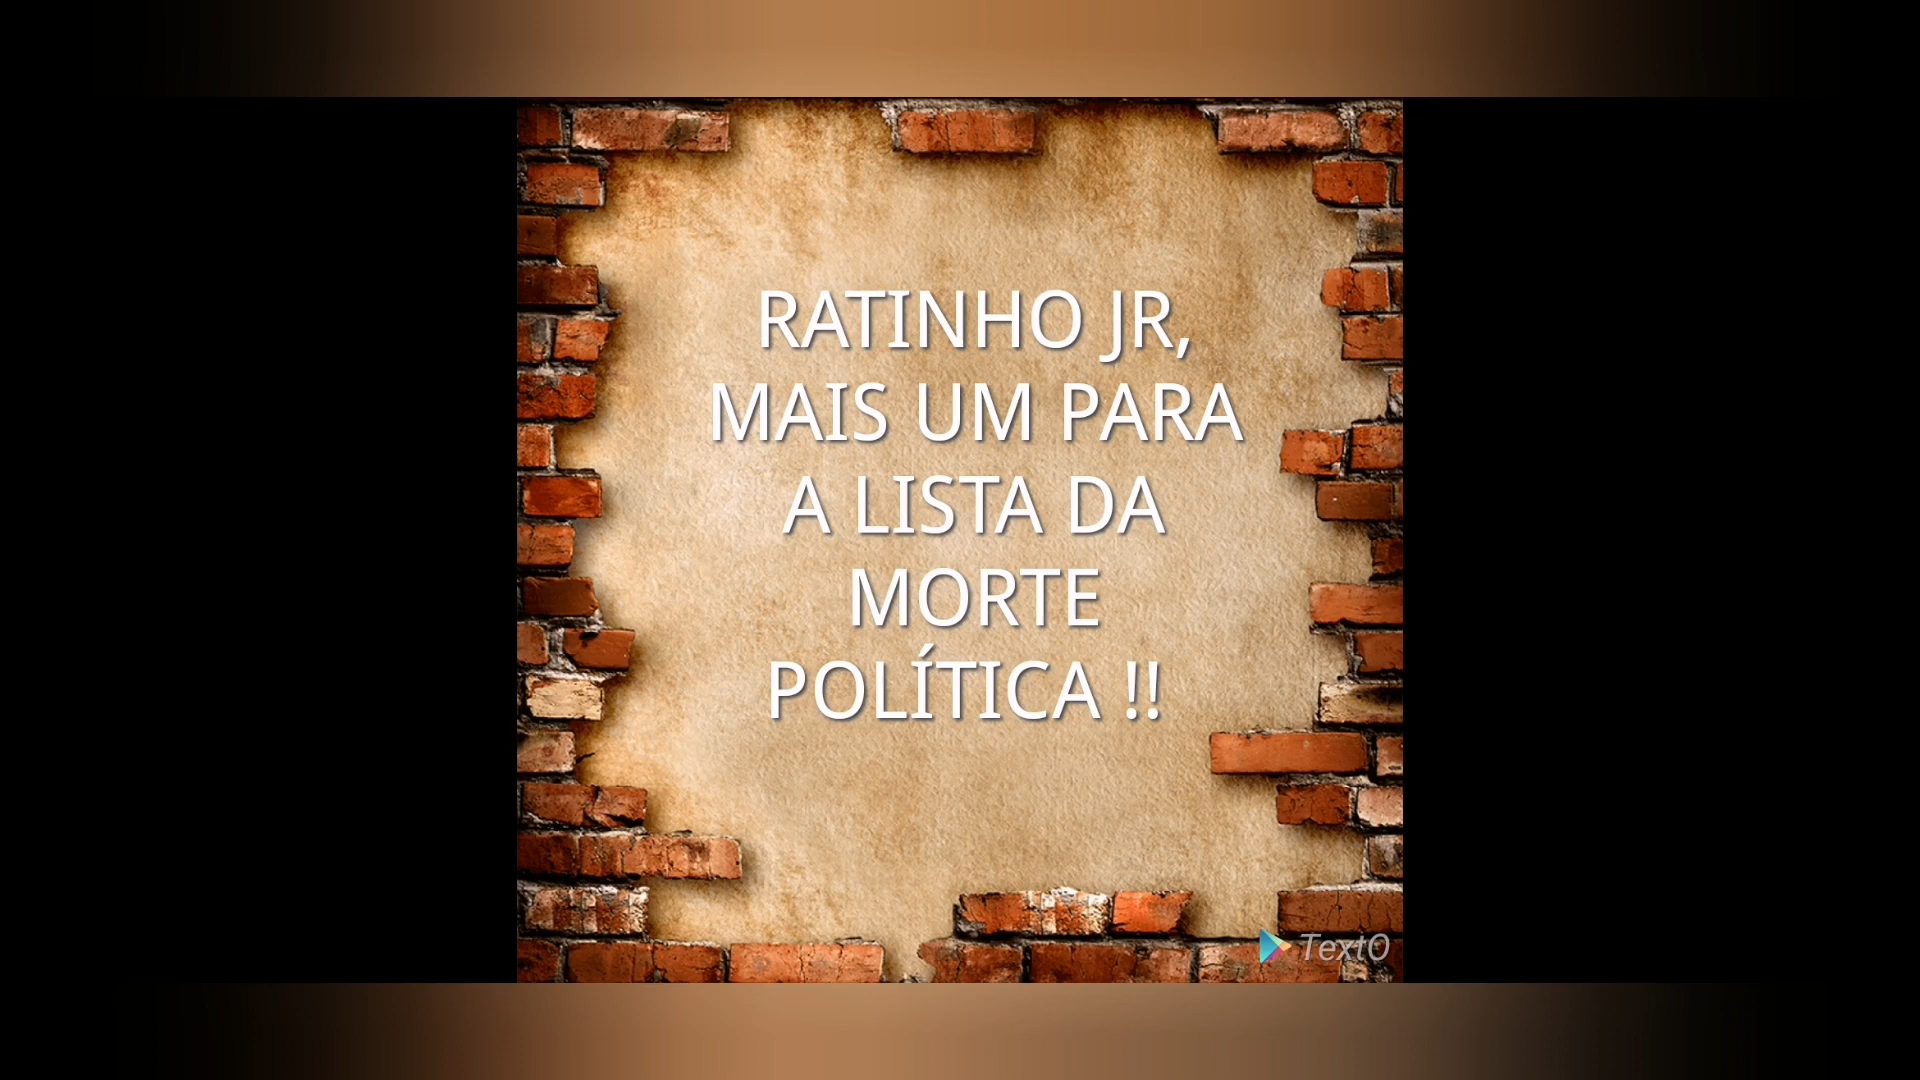 RATINHO JR,
MAIS UM PARA
A LISTA DA
MORTE
POLÍTICA !!
TextO